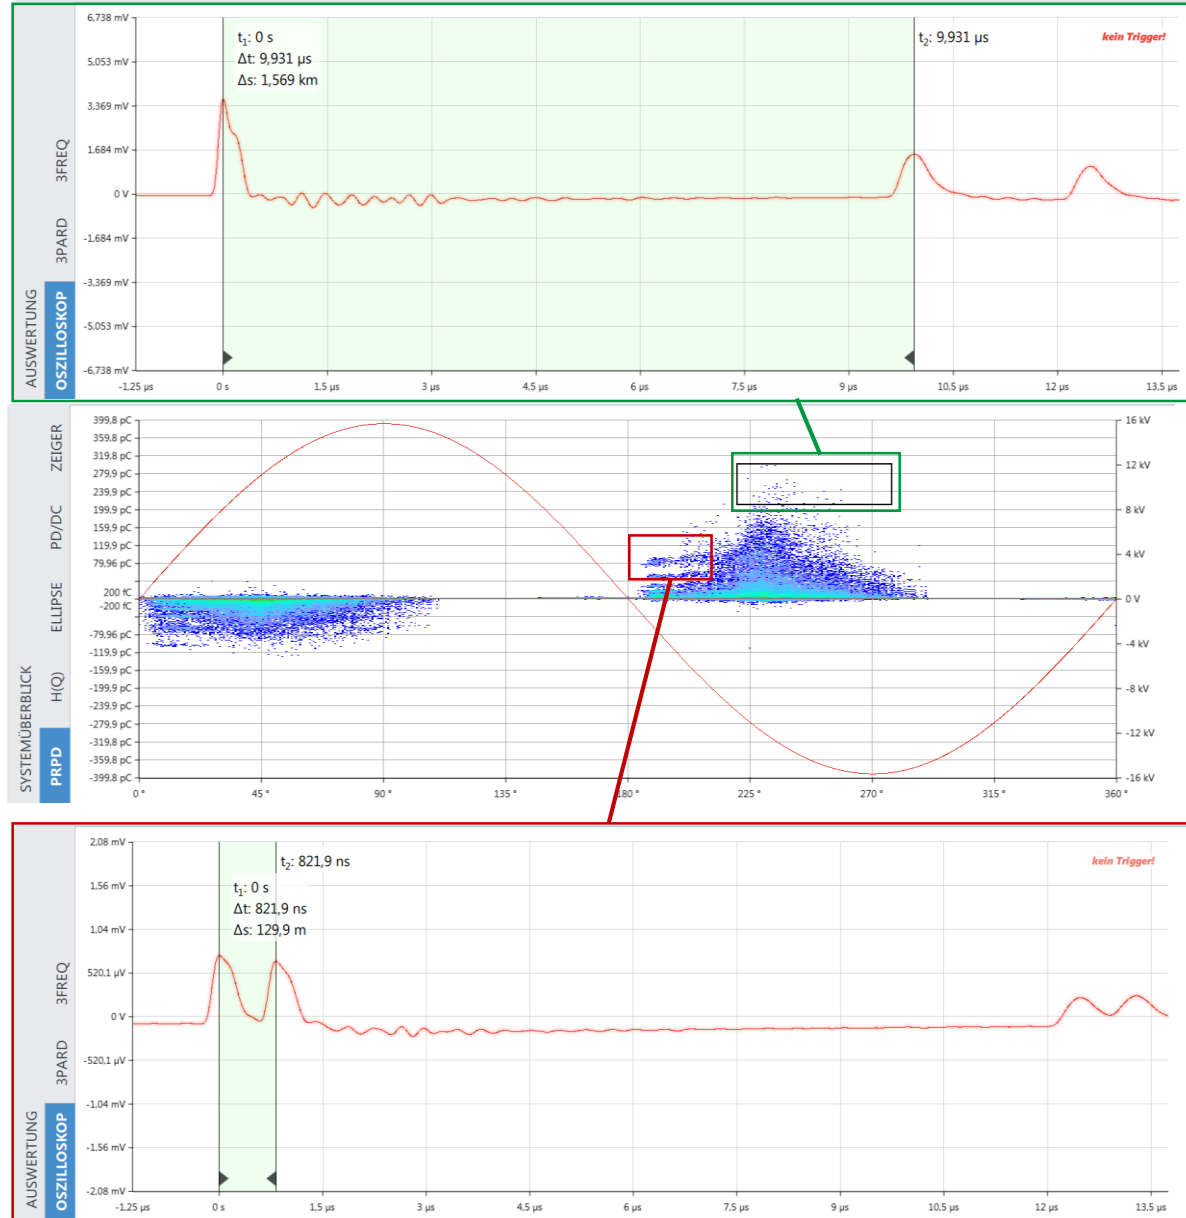 6,738 mV
5,053 mV
3,369 mV
1,684 mV
0 V
-1,684 mV
-3,369 mV
-5,053 mV
-6,738 mV
t1: 0 s
Δt: 9,931 µs
Δs: 1,569 km
t2: 9,931 µs
kein Trigger!
AUSWERTUNG
OSZILLOSKOP
3PARD
3FREQ
-1,25 µs
0 s
1,5 µs
3 µs
4,5 µs
6 µs
7,5 µs
9 µs
10,5 µs
12 µs
13,5 µs
399.8 pC
359.8 pC
319.8 pC
279,9 pC
239,9 pC
199,9 pC
159,9 pC
119,9 pC
79,96 pC
200 fC
-200 fC
-79,96 pC
-119,9 pC
-159,9 pC
-199,9 pC
-239,9 pC
-279,9 pC
-319,8 pC
-359,8 pC
-399,8 pC
16 kV
12 kV
8 kV
4 kV
0 V
-4 kV
-8 kV
-12 kV
-16 kV
SYSTEMÜBERBLICK
PRPD
H(Q)
ELLIPSE
PD/DC
ZEIGER
0 °
45 °
90 °
135 °
180 °
225 °
270 °
315 °
360 °
2.08 mV
1,56 mV
1,04 mV
520,1 µV
0 V
-520,1 µV
-1,04 mV
-1,56 mV
-2.08 mV
t2: 821,9 ns
t1: 0 s
Δt: 821,9 ns
Δs: 129,9 m
kein Trigger!
AUSWERTUNG
OSZILLOSKOP
3PARD
3FREQ
-1,25 µs
0 s
1,5 µs
3 µs
4,5 µs
6 µs
7,5 µs
9 µs
10,5 µs
12 µs
13,5 µs